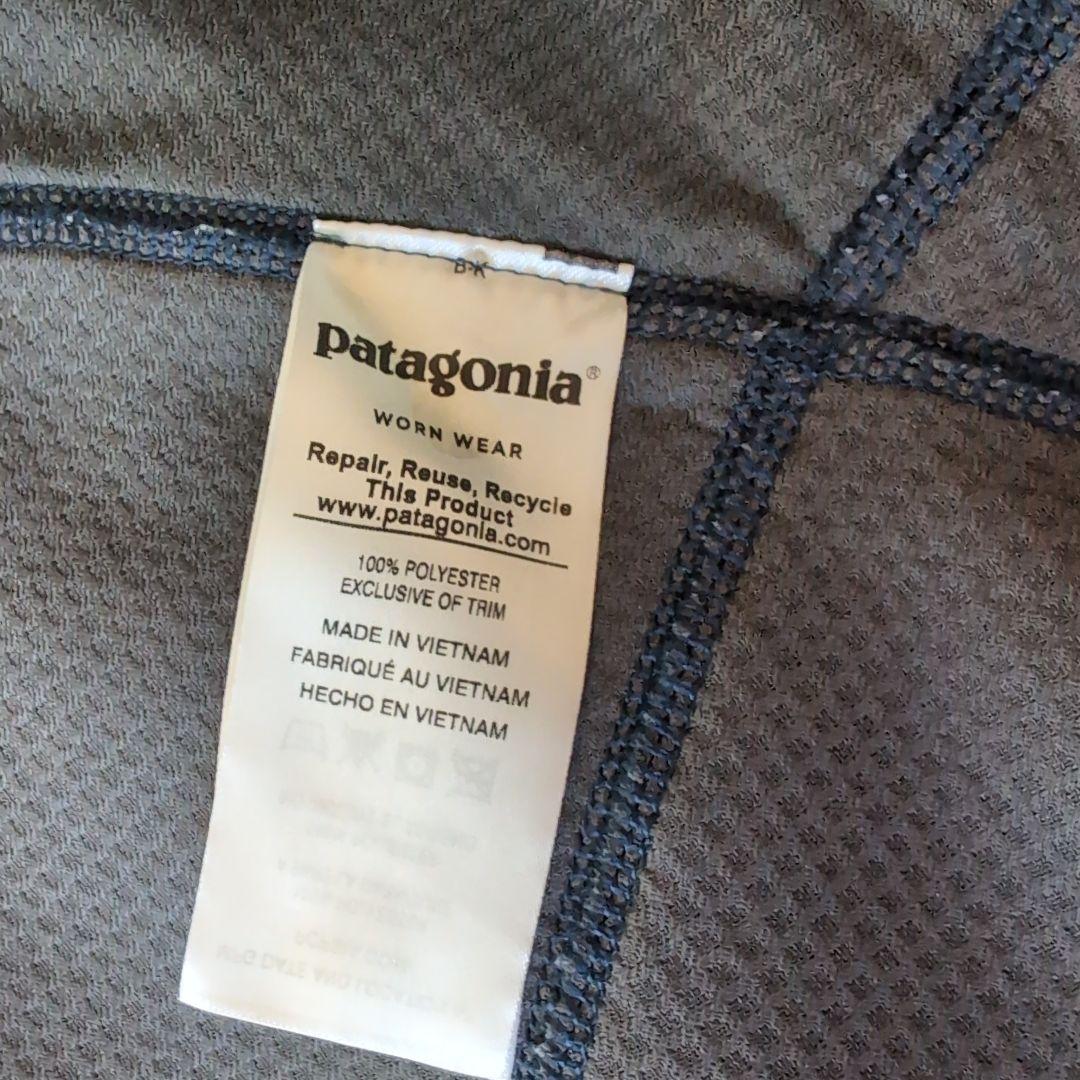 B-K
patagonia®
WORN WEAR
Repair, Reuse, Recycle
This Product
www.patagonia.com
100% POLYESTER
EXCLUSIVE OF TRIM
MADE IN VIETNAM
FABRIQUÉ AU VIETNAM
HECHO EN VIETNAM